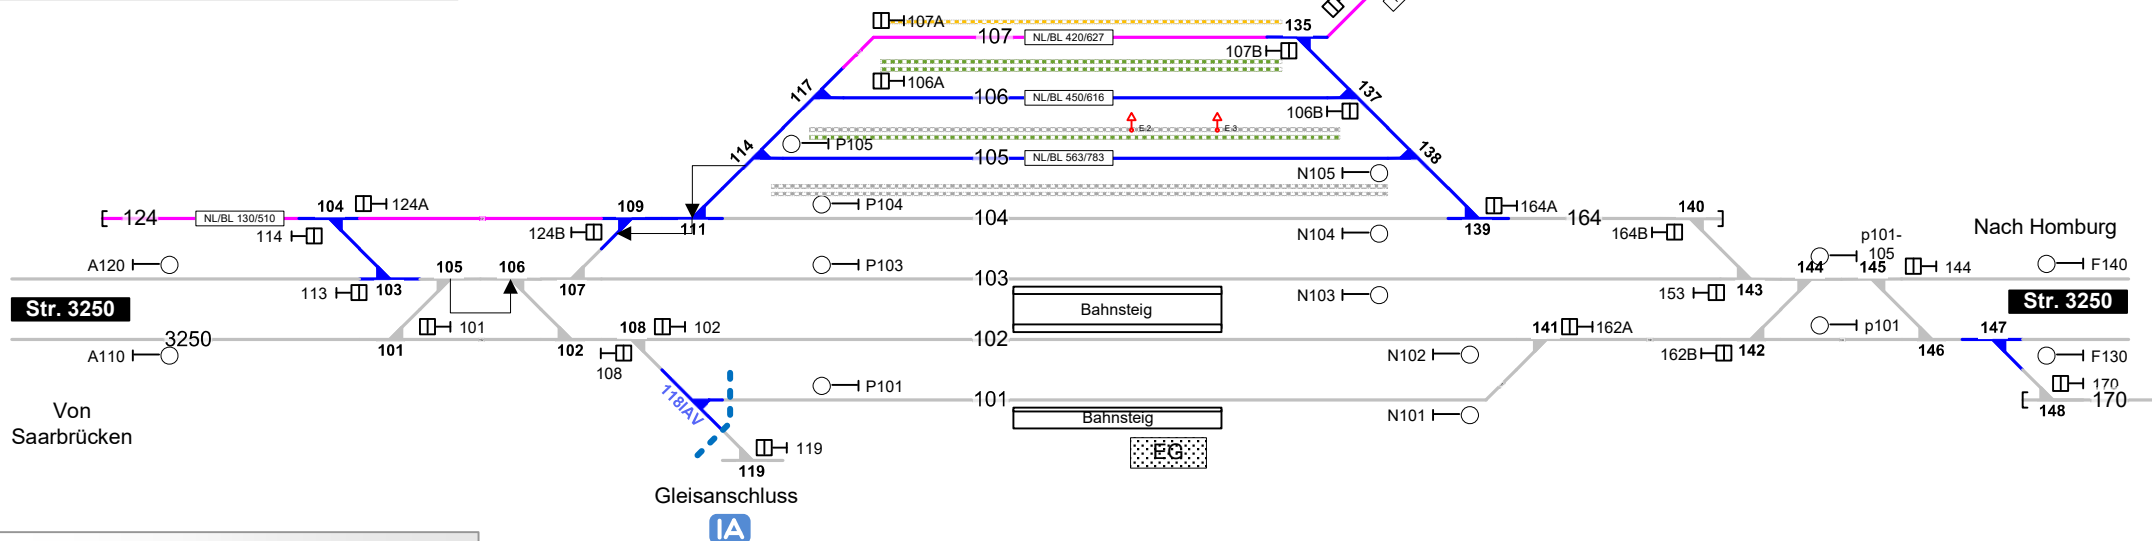 107A
107
NL/BL 420/627
135
107B
117
106A
106
NL/BL 450/616
137
106B
E 2
E 3
114
P105
105
NL/BL 563/783
138
N105
124
NL/BL 130/510
104
124A
109
P104
104
164A
164
140
114
124B
111
N104
139
164B
Nach Homburg
p101-
105
A120
105
106
P103
103
144
145
144
F140
113
103
107
N103
153
143
Str. 3250
Bahnsteig
Str. 3250
101
108
102
141
162A
p101
147
3250
102
A110
101
102
108
N102
162B
142
146
F130
118IAV
P101
101
170
170
148
Von
Saarbrücken
Bahnsteig
N101
119
EG
119
Gleisanschluss
IA